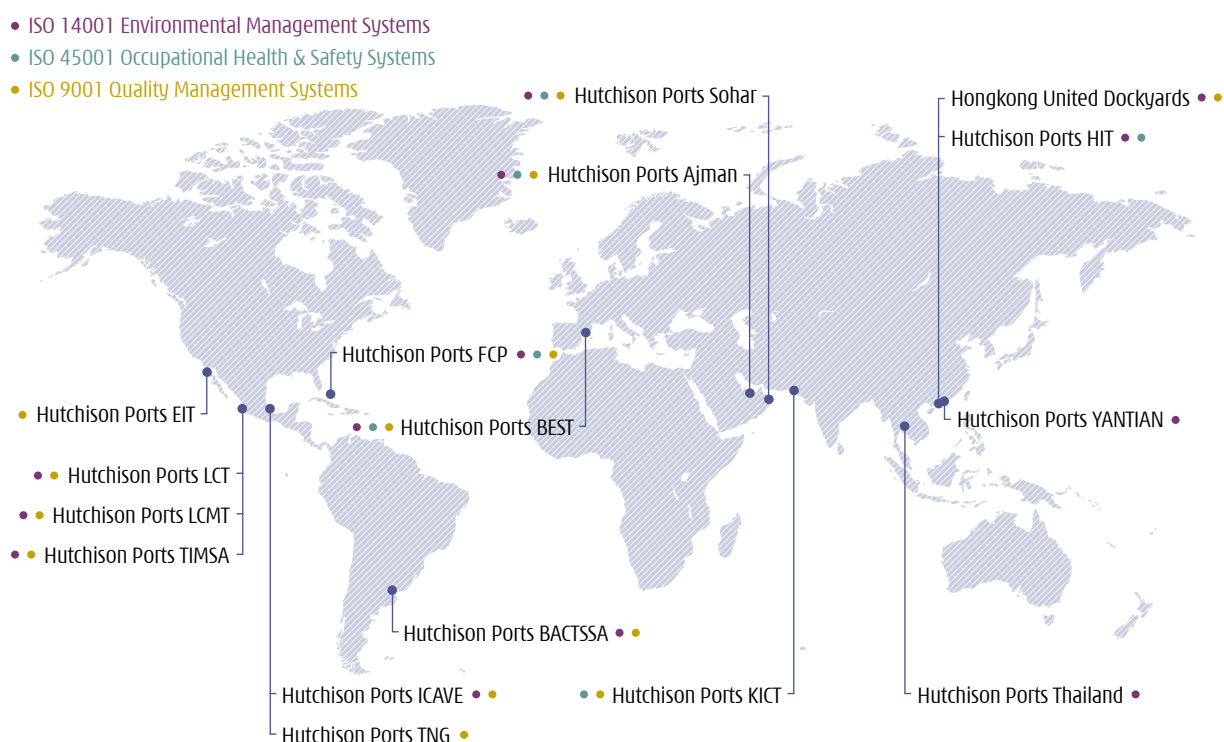 ISO 14001 Environmental Management Systems
ISO 45001 Occupational Health & Safety Systems
ISO 9001 Quality Management Systems
Hutchison Ports Sohar
Hongkong United Dockyards
Hutchison Ports HIT
Hutchison Ports Ajman
Hutchison Ports FCP
Hutchison Ports EIT
Hutchison Ports BEST
Hutchison Ports YANTIAN
Hutchison Ports LCT
Hutchison Ports LCMT
Hutchison Ports TIMSA
Hutchison Ports BACTSSA
Hutchison Ports ICAVE
Hutchison Ports KICT
Hutchison Ports Thailand
Hutchison Ports TNG